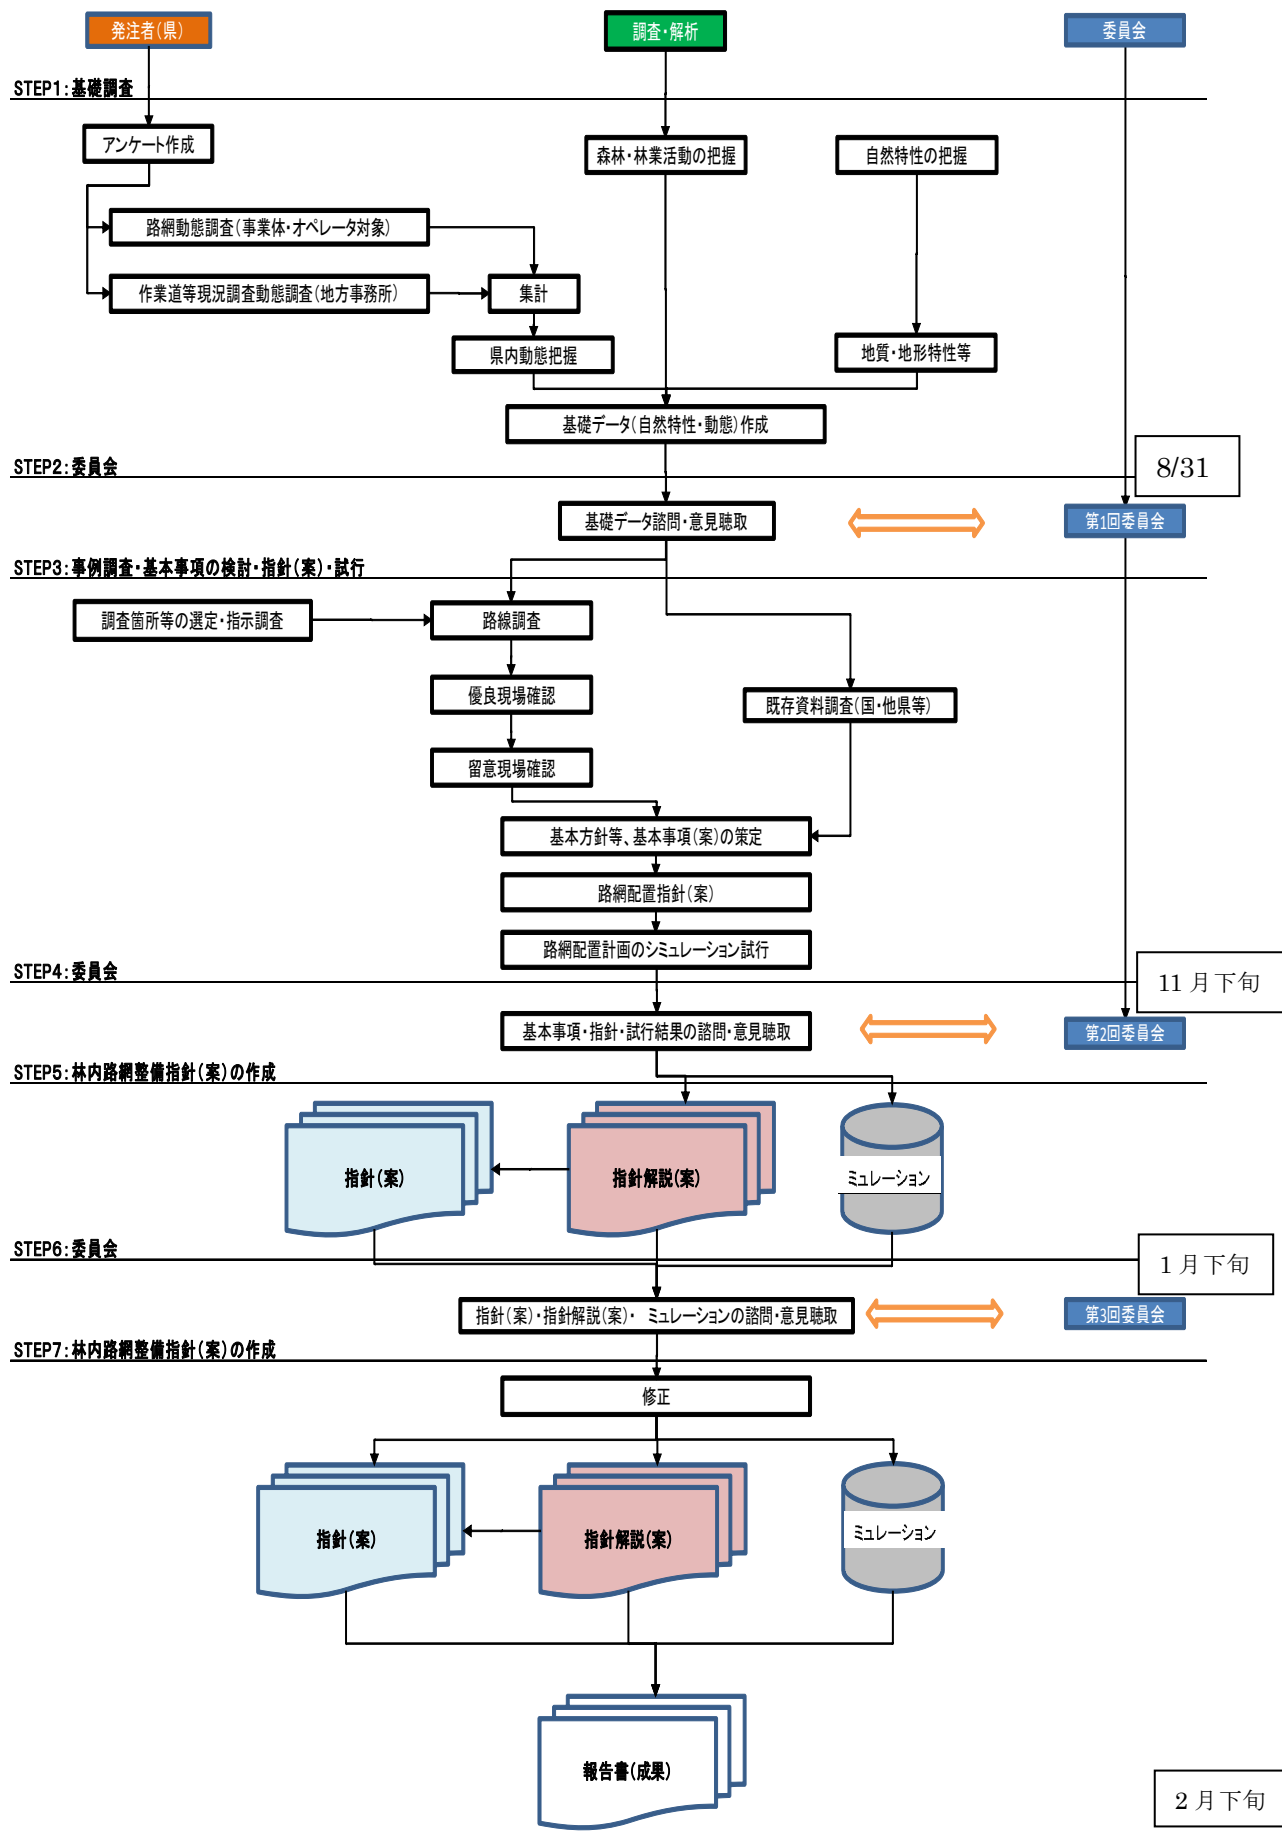 発注者(県)
調査・解析
委員会
STEP1:基礎調査
アンケート作成
森林・林業活動の把握
自然特性の把握
路網動態調査(事業体・オペレータ対象)
作業道等現況調査動態調査(地方事務所)
集計
県内動態把握
地質・地形特性等
基礎データ(自然特性・動態)作成
STEP2:委員会
8/31
基礎データ諮問・意見聴取
第1回委員会
STEP3:事例調査・基本事項の検討・指針(案)・試行
調査箇所等の選定・指示調査
路線調査
優良現場確認
既存資料調査(国・他県等)
留意現場確認
基本方針等、基本事項(案)の策定
路網配置指針(案)
路網配置計画のシミュレーション試行
STEP4:委員会
11月下旬
基本事項・指針・試行結果の諮問・意見聴取
第2回委員会
STEP5:林内路網整備指針(案)の作成
指針(案)
指針解説(案)
ミュレーション
STEP6:委員会
1月下旬
指針(案)・指針解説(案)・ ミュレーションの諮問・意見聴取
第3回委員会
STEP7:林内路網整備指針(案)の作成
修正
指針(案)
指針解説(案)
ミュレーション
報告書(成果)
2月下旬